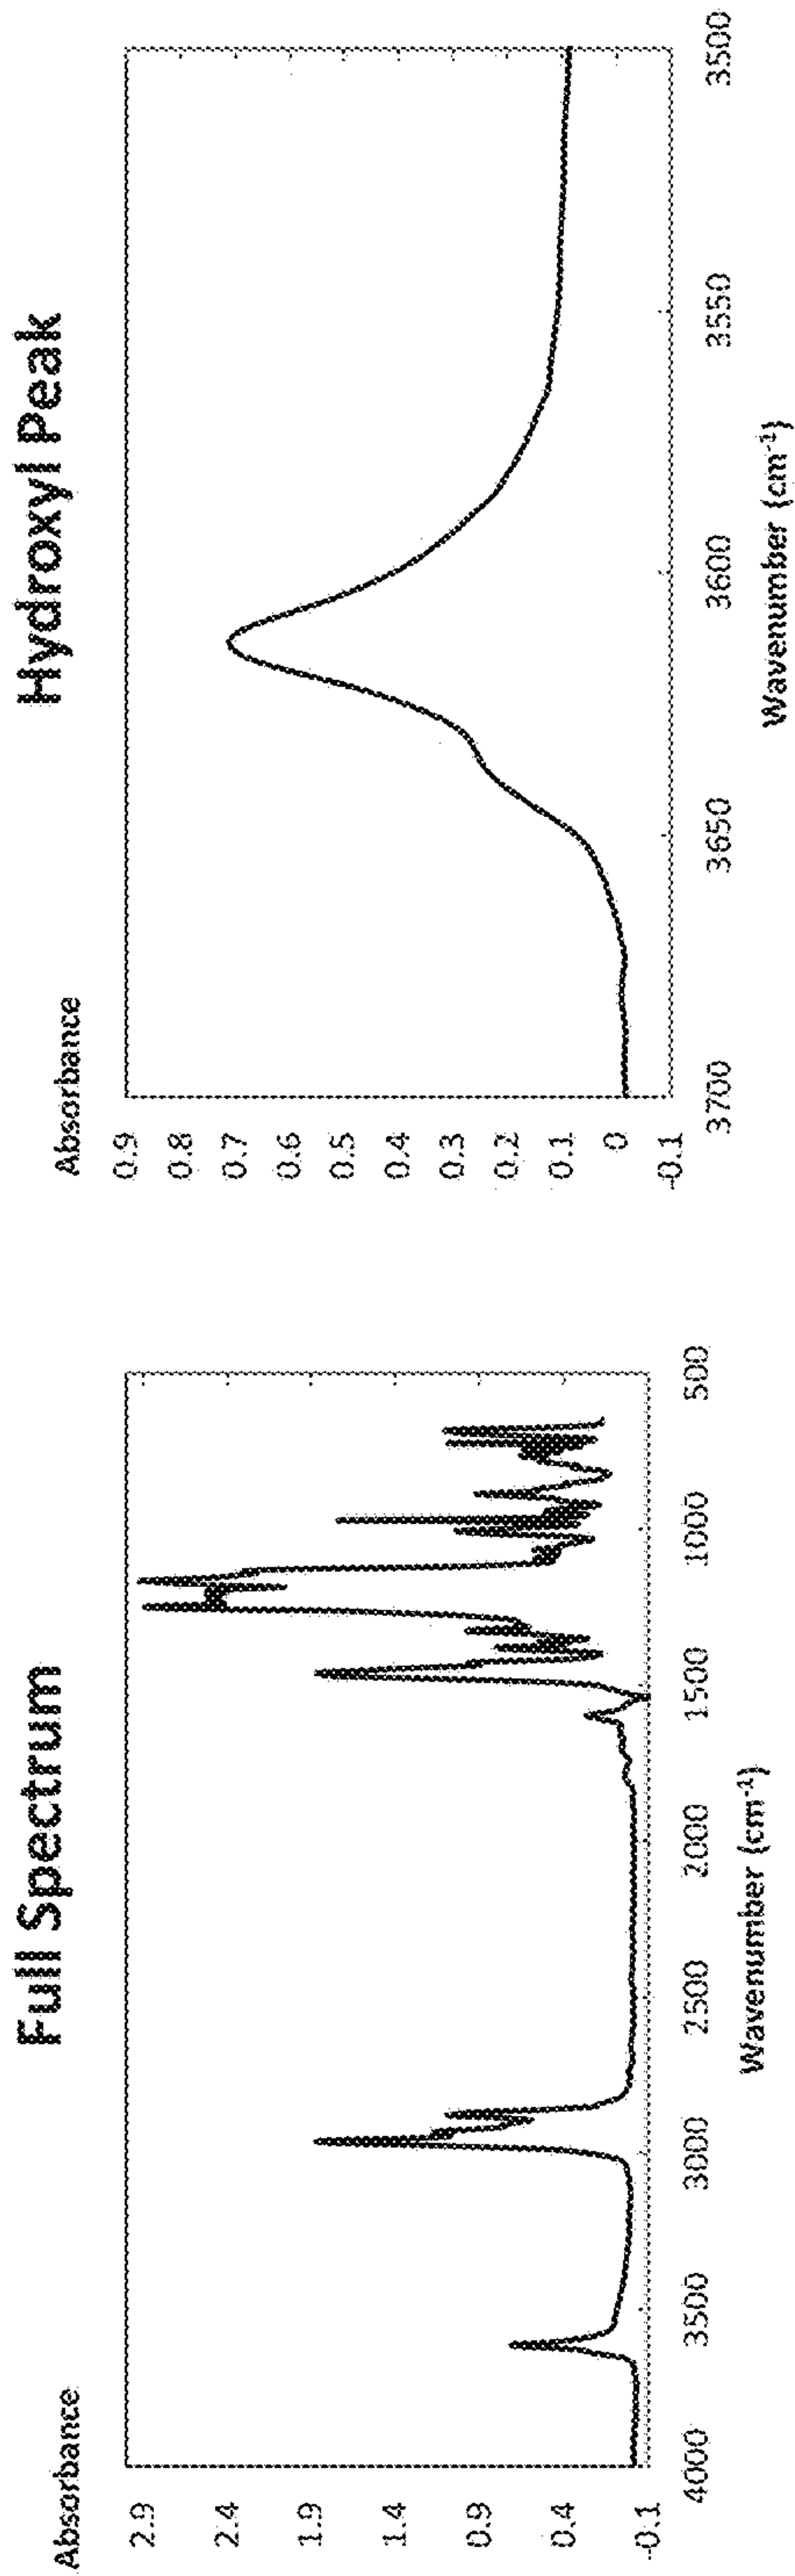 Full Spectrum
Absorbance
2.9
2.4
1.9
1.4
0.9
0.4
-0.1
4000 3500 3000 2500 2000 1500 1000 500
Wavenumber (cm-1)
Hydroxyl Peak
Absorbance
0.9
0.8
0.7
0.6
0.5
0.4
0.3
0.2
0.1
0
-0.1
3700 3650 3600 3550 3500
Wavenumber (cm-1)